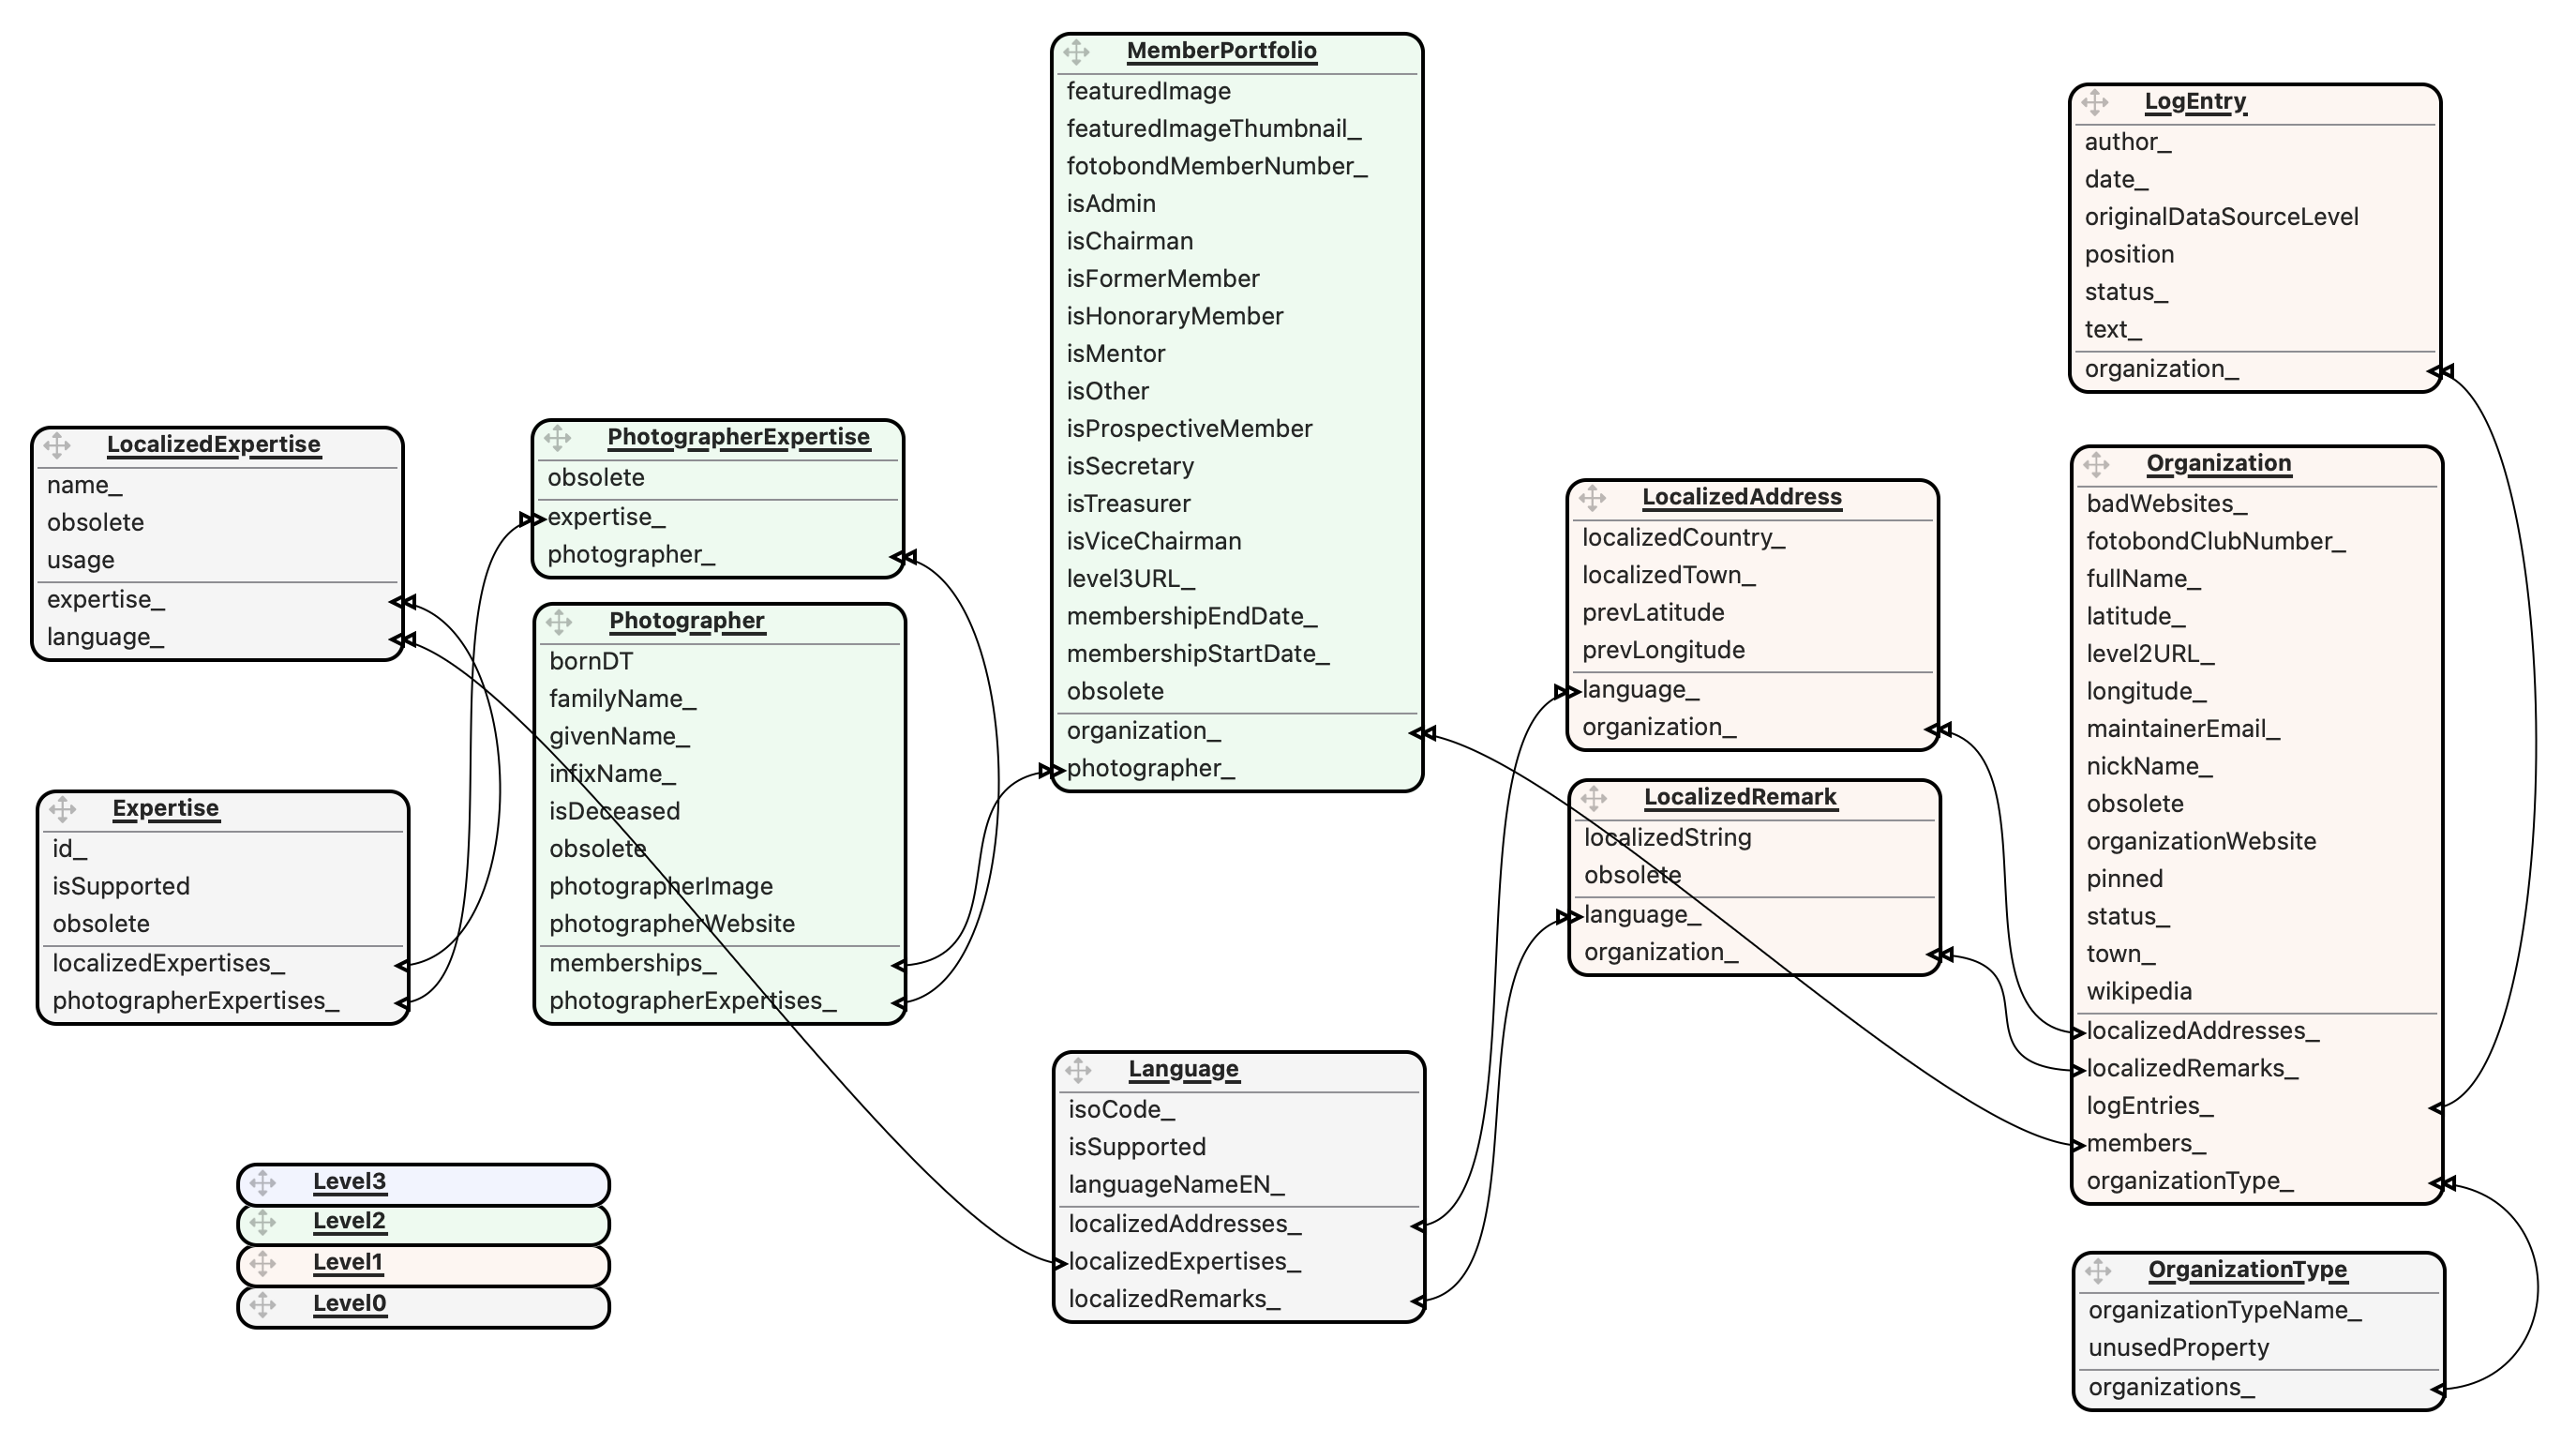 MemberPortfolio
featuredImage
featuredImageThumbnail_
fotobondMemberNumber_
isAdmin
isChairman
isFormerMember
isHonoraryMember
isMentor
isOther
isProspectiveMember
isSecretary
isTreasurer
isViceChairman
level3URL_
membershipEndDate_
membershipStartDate_
obsolete
organization_
photographer_
LogEntry
author_
date_
originalDataSourceLevel
position
status_
text_
organization_
LocalizedExpertise
name_
obsolete
usage
expertise_
language_
PhotographerExpertise
obsolete
expertise_
photographer_
Photographer
bornDT
familyName_
givenName_
infixName_
isDeceased
obsolete
photographerImage
photographerWebsite
memberships_
photographerExpertises_
LocalizedAddress
localizedCountry_
localizedTown_
prevLatitude
prevLongitude
language_
organization_
Organization
badWebsites_
fotobondClubNumber_
fullName_
latitude_
level2URL_
longitude_
maintainerEmail_
nickName_
obsolete
organizationWebsite
pinned
status_
town_
wikipedia
localizedAddresses_
localizedRemarks_
logEntries_
members_
organizationType_
Expertise
id_
isSupported
obsolete
localizedExpertises_
photographerExpertises_
LocalizedRemark
localizedString
obsolete
language_
organization_
Language
isoCode_
isSupported
languageNameEN_
localizedAddresses_
localizedExpertises_
localizedRemarks_
Level3
Level2
Level1
Level0
OrganizationType
organizationTypeName_
unusedProperty
organizations_